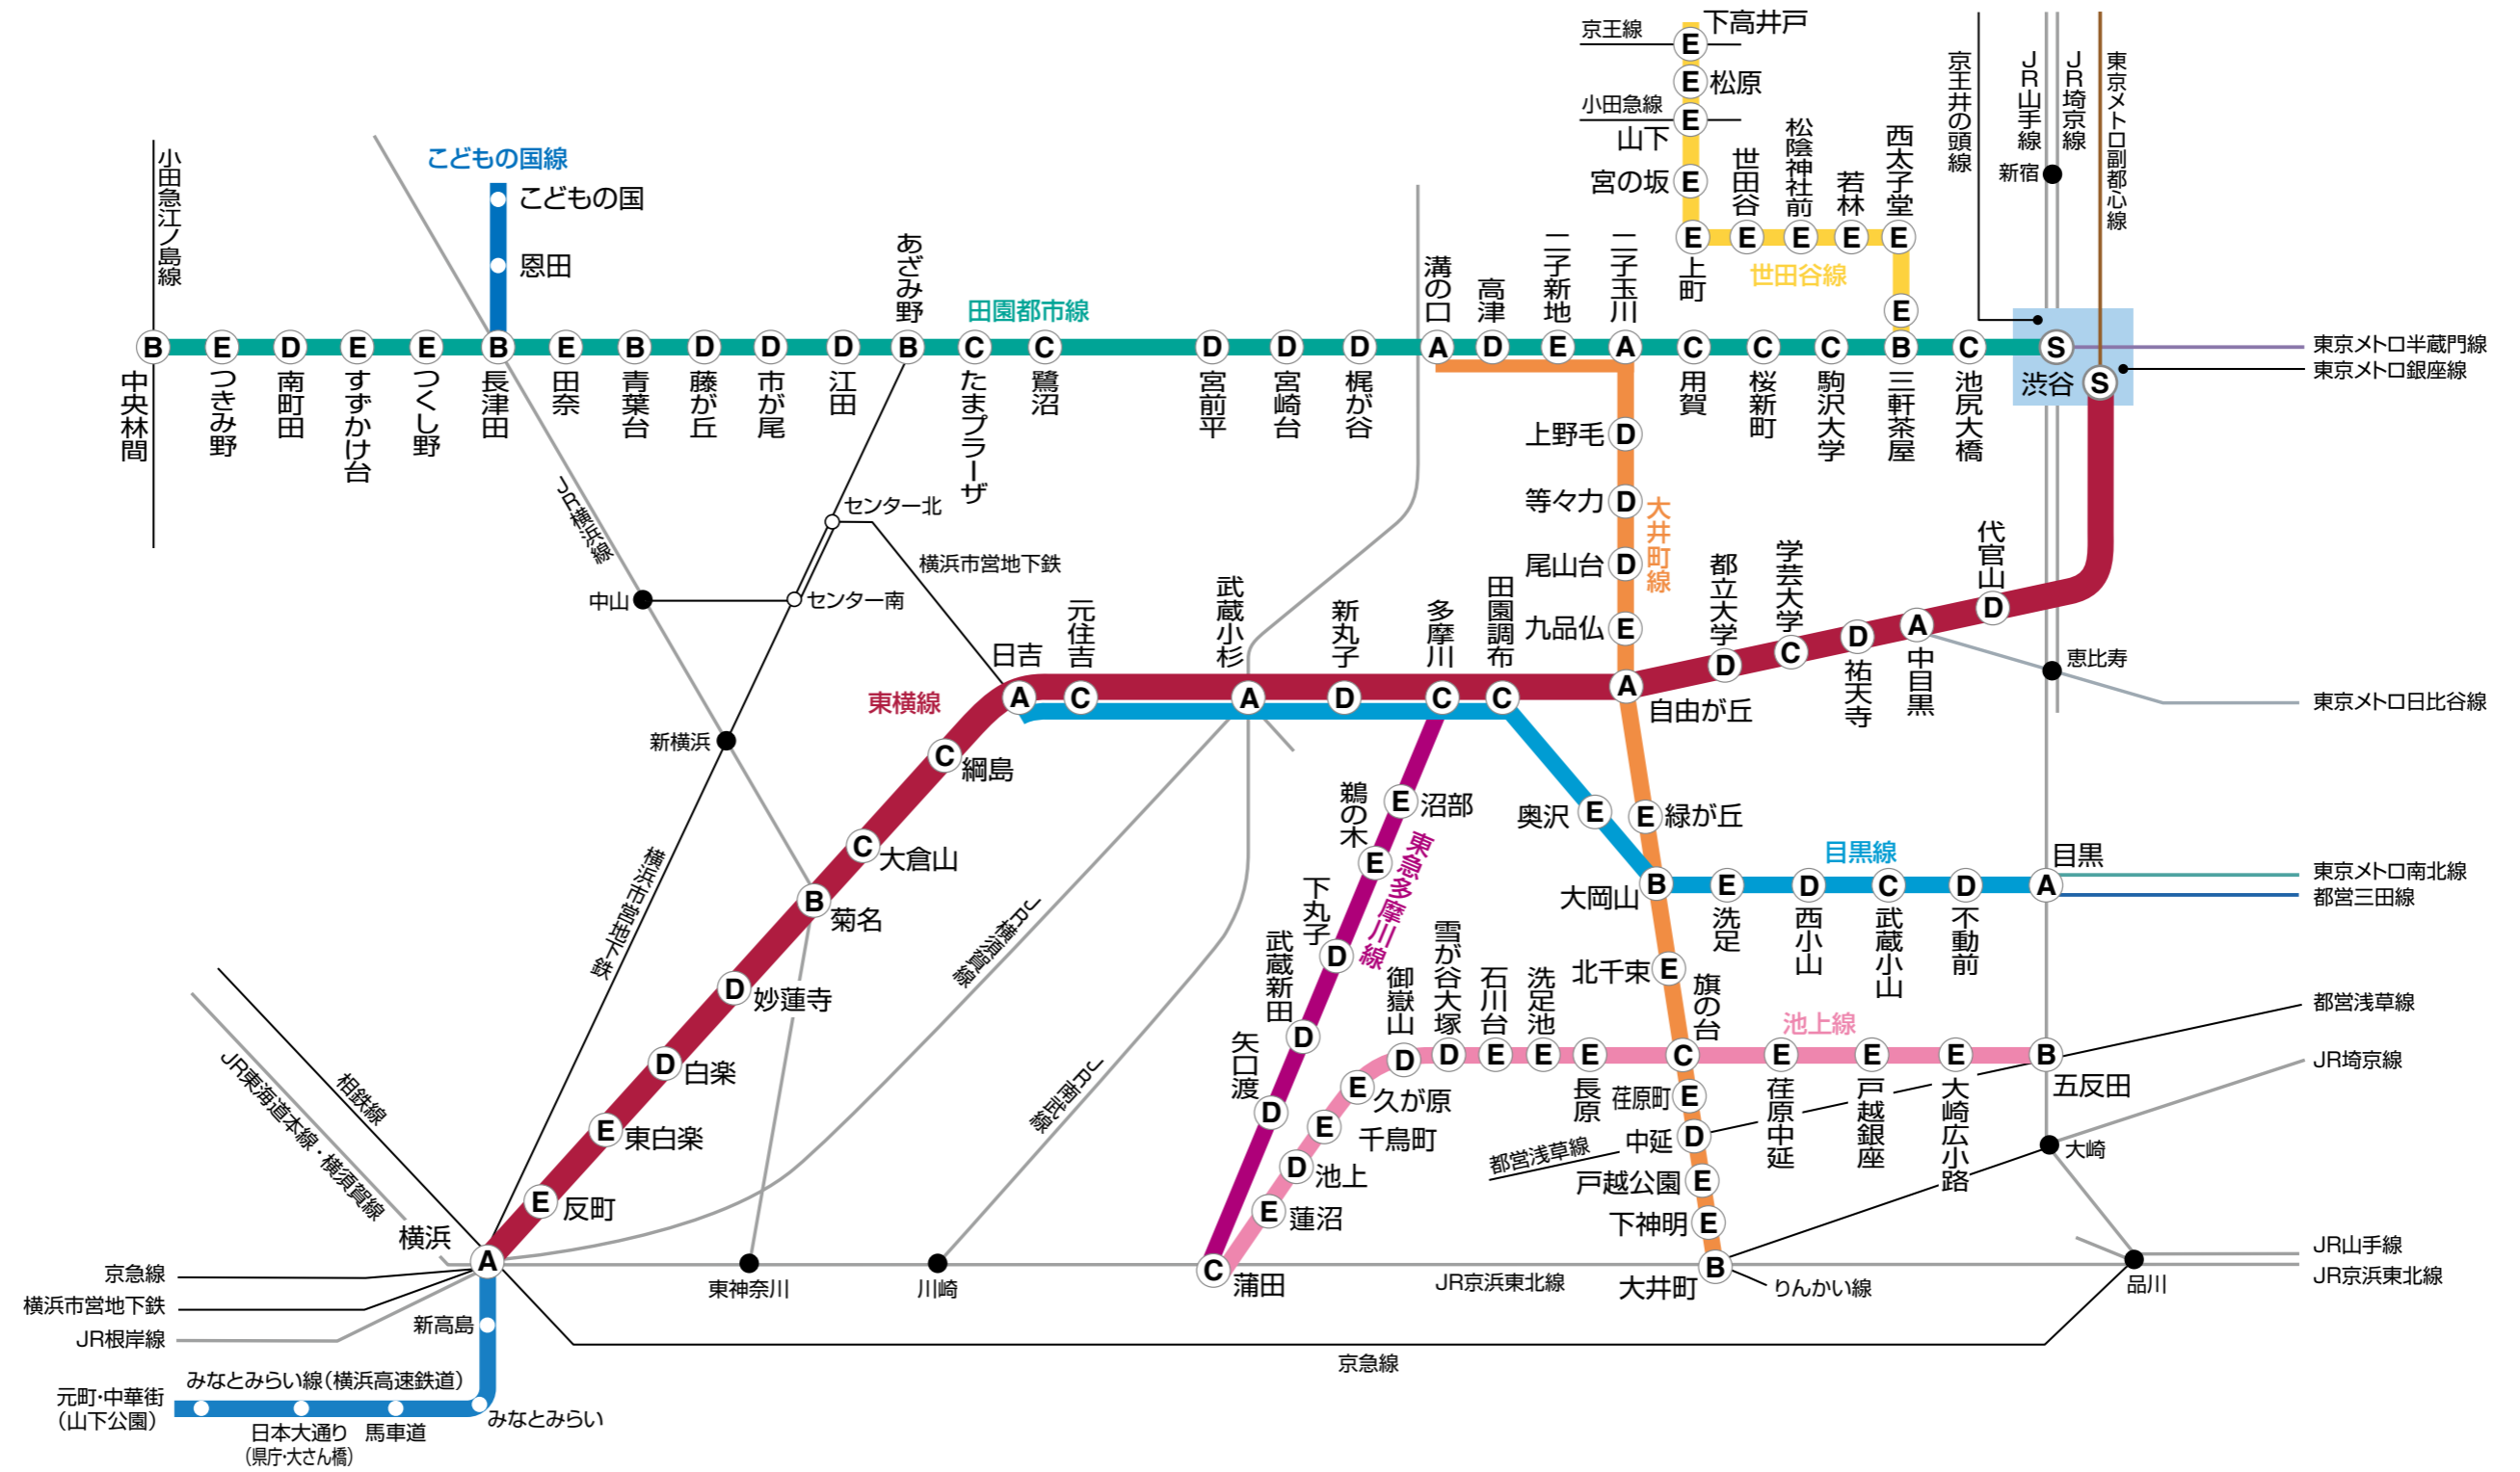 京王線
下高井戸
E
E
松原
小田急線
E
山下
宮の坂
E
E
上町
E
世田谷
E
松陰神社前
E
若林
E
西太子堂
E
世田谷線
京王井の頭線
JR山手線
JR埼京線
東京メトロ副都心線
新宿
小田急江ノ島線
こどもの国線
こどもの国
恩田
田園都市線
B
中央林間
E
つきみ野
D
南町田
E
すずかけ台
E
つくし野
B
長津田
E
田奈
B
青葉台
D
藤が丘
D
市が尾
D
江田
B
あざみ野
C
たまプラーザ
C
鷺沼
D
宮前平
D
宮崎台
D
梶が谷
A
溝の口
D
高津
E
二子新地
A
二子玉川
C
用賀
C
桜新町
C
駒沢大学
B
三軒茶屋
C
池尻大橋
S
渋谷
S
東京メトロ半蔵門線
東京メトロ銀座線
上野毛
D
等々力
D
大井町線
尾山台
D
九品仏
E
JR横浜線
センター北
横浜市営地下鉄
中山
センター南
新横浜
横浜市営地下鉄
東横線
日吉
A
元住吉
C
武蔵小杉
A
新丸子
D
多摩川
C
田園調布
C
A
自由が丘
都立大学
D
学芸大学
C
D
祐天寺
A
中目黒
代官山
D
恵比寿
東京メトロ日比谷線
C
綱島
C
大倉山
B
菊名
D
妙蓮寺
D
白楽
E
東白楽
E
反町
横浜
A
E
沼部
鵜の木
E
東急多摩川線
下丸子
D
武蔵新田
D
矢口渡
D
C
蒲田
奥沢
E
E
緑が丘
大岡山
B
目黒線
E
洗足
D
西小山
C
武蔵小山
D
不動前
A
目黒
東京メトロ南北線
都営三田線
北千束
E
旗の台
C
池上線
御嶽山
D
雪が谷大塚
D
石川台
E
洗足池
E
E
長原
E
荏原中延
E
戸越銀座
E
大崎広小路
B
五反田
都営浅草線
JR埼京線
E
久が原
E
千鳥町
D
池上
E
蓮沼
荏原町
E
中延
D
都営浅草線
戸越公園
E
下神明
E
大井町
B
りんかい線
大崎
品川
JR山手線
JR京浜東北線
JR京浜東北線
JR横須賀線
JR南武線
相鉄線
JR東海道本線・横須賀線
京急線
横浜市営地下鉄
JR根岸線
東神奈川
川崎
京急線
新高島
みなとみらい線(横浜高速鉄道)
みなとみらい
馬車道
日本大通り
(県庁・大さん橋)
元町・中華街
(山下公園)